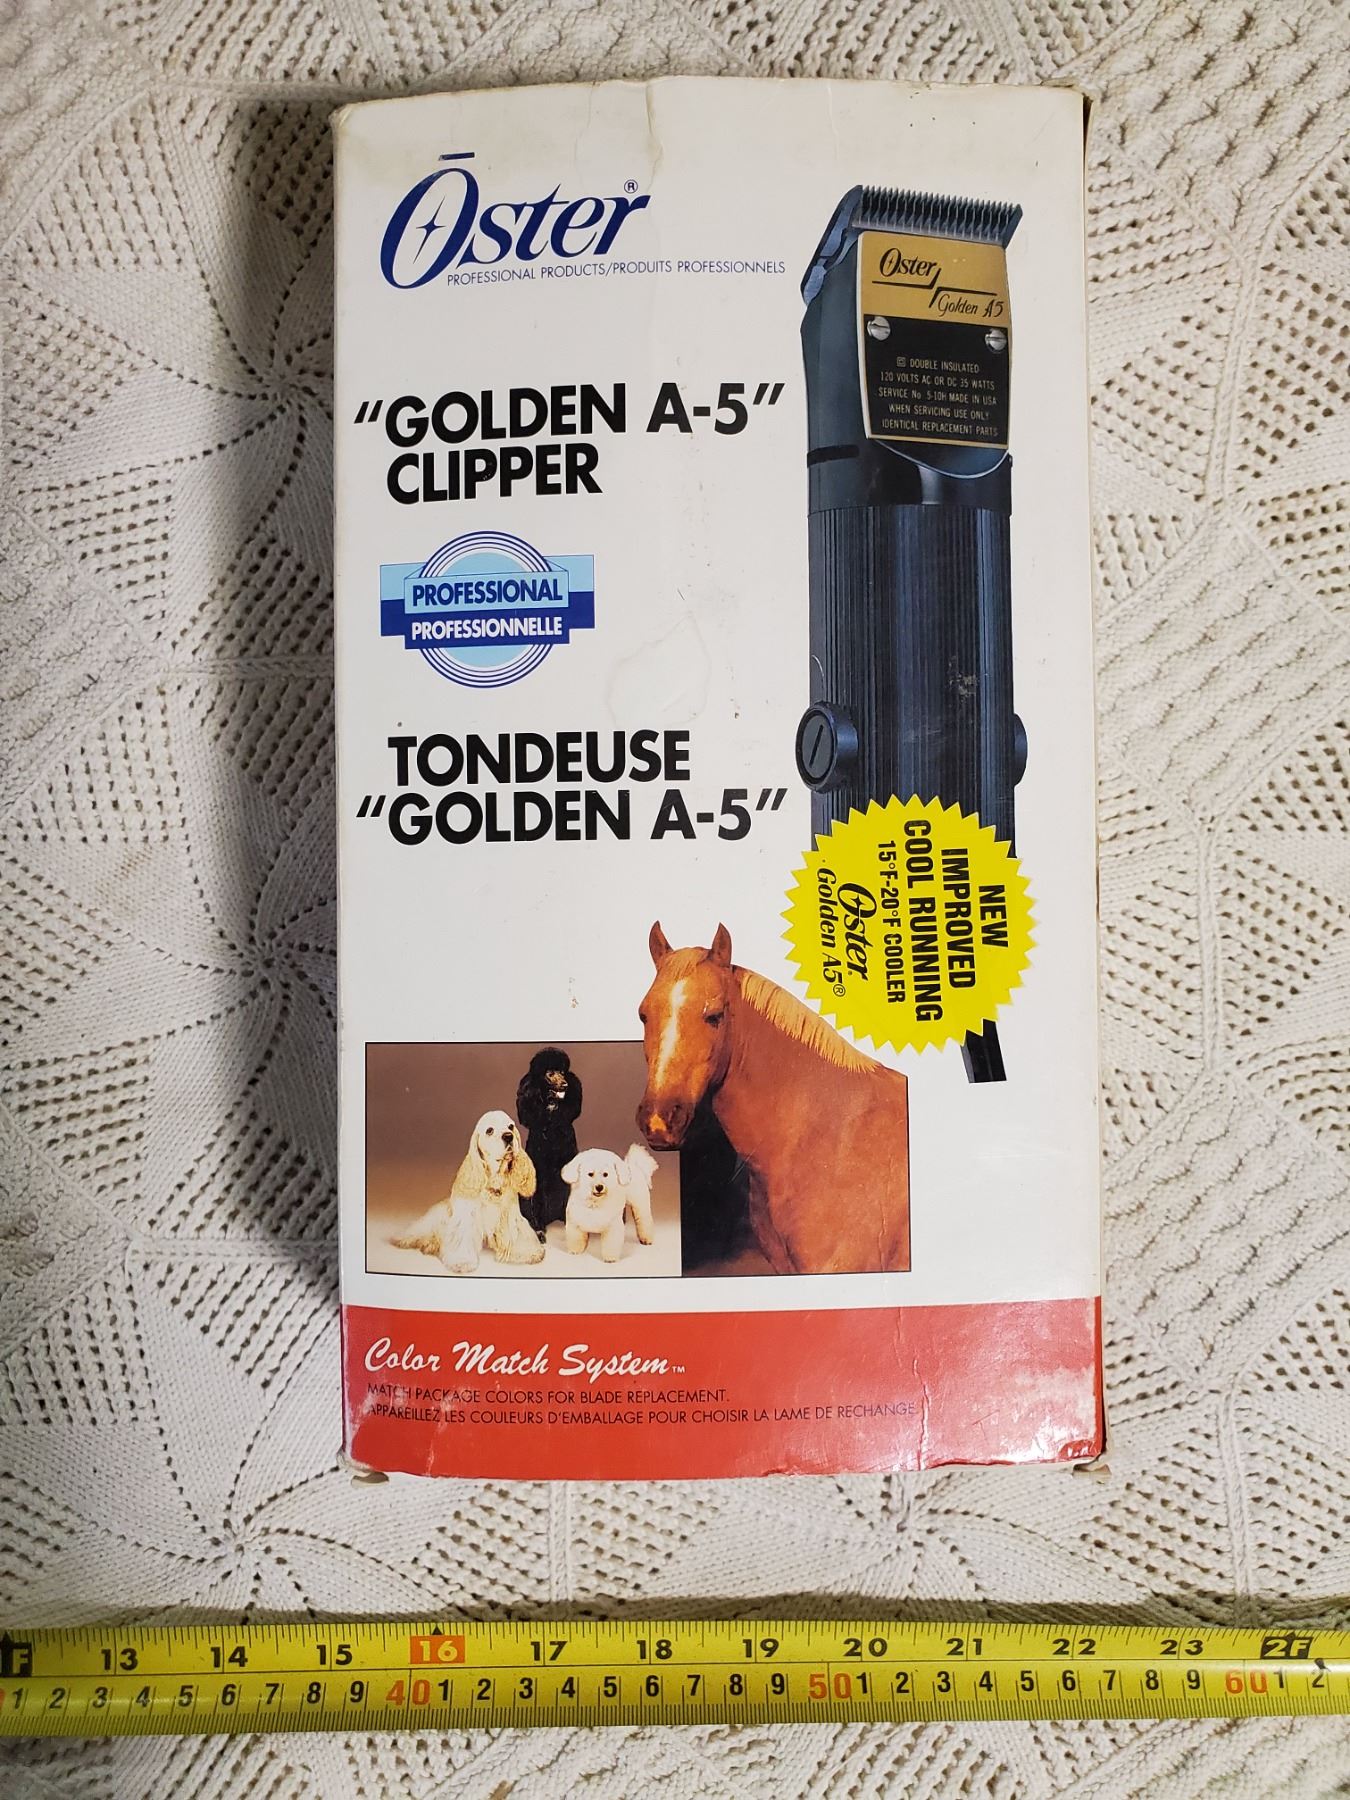 Oster®
PROFESSIONAL PRODUCTS/PRODUITS PROFESSIONNELS
"GOLDEN A-5"
CLIPPER
PROFESSIONAL
PROFESSIONNELLE
TONDEUSE
"GOLDEN A-5"
Oster
Golden A5
DOUBLE INSULATED
120 VOLTS AC OR DC 35 WATTS
SERVICE No 5-10H MADE IN USA
WHEN SERVICING USE ONLY
IDENTICAL REPLACEMENT PARTS
NEW
IMPROVED
COOL RUNNING
15°F-20°F COOLER
Oster
Golden A5®
Color Match System™
MATCH PACKAGE COLORS FOR BLADE REPLACEMENT.
APPAREILLEZ LES COULEURS D'EMBALLAGE POUR CHOISIR LA LAME DE RECHANGE.
F 13 14 15 16 17 18 19 20 21 22 23 2F
1 2 3 4 5 6 7 8 9 40 1 2 3 4 5 6 7 8 9 50 1 2 3 4 5 6 7 8 9 60 1 2